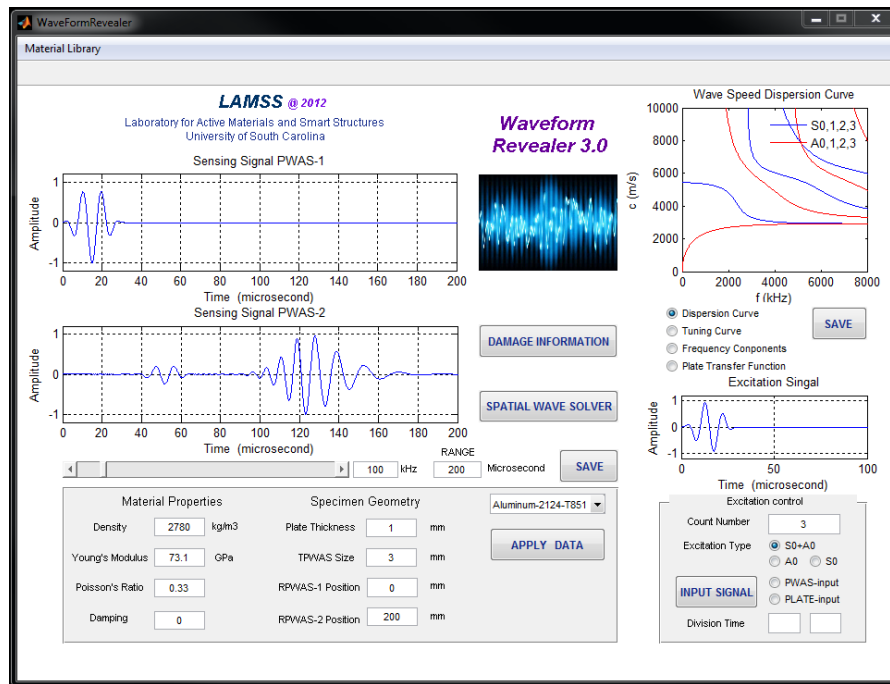 WaveFormRevealer
Material Library
LAMSS @ 2012
Laboratory for Active Materials and Smart Structures
University of South Carolina
Sensing Signal PWAS-1
Amplitude
1
0
-1
0 20 40 60 80 100 120 140 160 180 200
Time (microsecond)
Sensing Signal PWAS-2
Amplitude
1
0
-1
0 20 40 60 80 100 120 140 160 180 200
Time (microsecond)
100 kHz
RANGE
200 Microsecond
SAVE
Waveform
Revealer 3.0
DAMAGE INFORMATION
SPATIAL WAVE SOLVER
Wave Speed Dispersion Curve
c (m/s)
10000
8000
6000
4000
2000
0
0 2000 4000 6000 8000
f (kHz)
S0,1,2,3
A0,1,2,3
Dispersion Curve
Tuning Curve
Frequency Components
Plate Transfer Function
SAVE
Excitation Singal
Amplitude
1
0
-1
0 50 100
Time (microsecond)
Material Properties
Density 2780 kg/m3
Young's Modulus 73.1 GPa
Poisson's Ratio 0.33
Damping 0
Specimen Geometry
Plate Thickness 1 mm
TPWAS Size 3 mm
RPWAS-1 Position 0 mm
RPWAS-2 Position 200 mm
Aluminum-2124-T851
APPLY DATA
Excitation control
Count Number 3
Excitation Type S0+A0
A0 S0
INPUT SIGNAL
PWAS-input
PLATE-input
Division Time